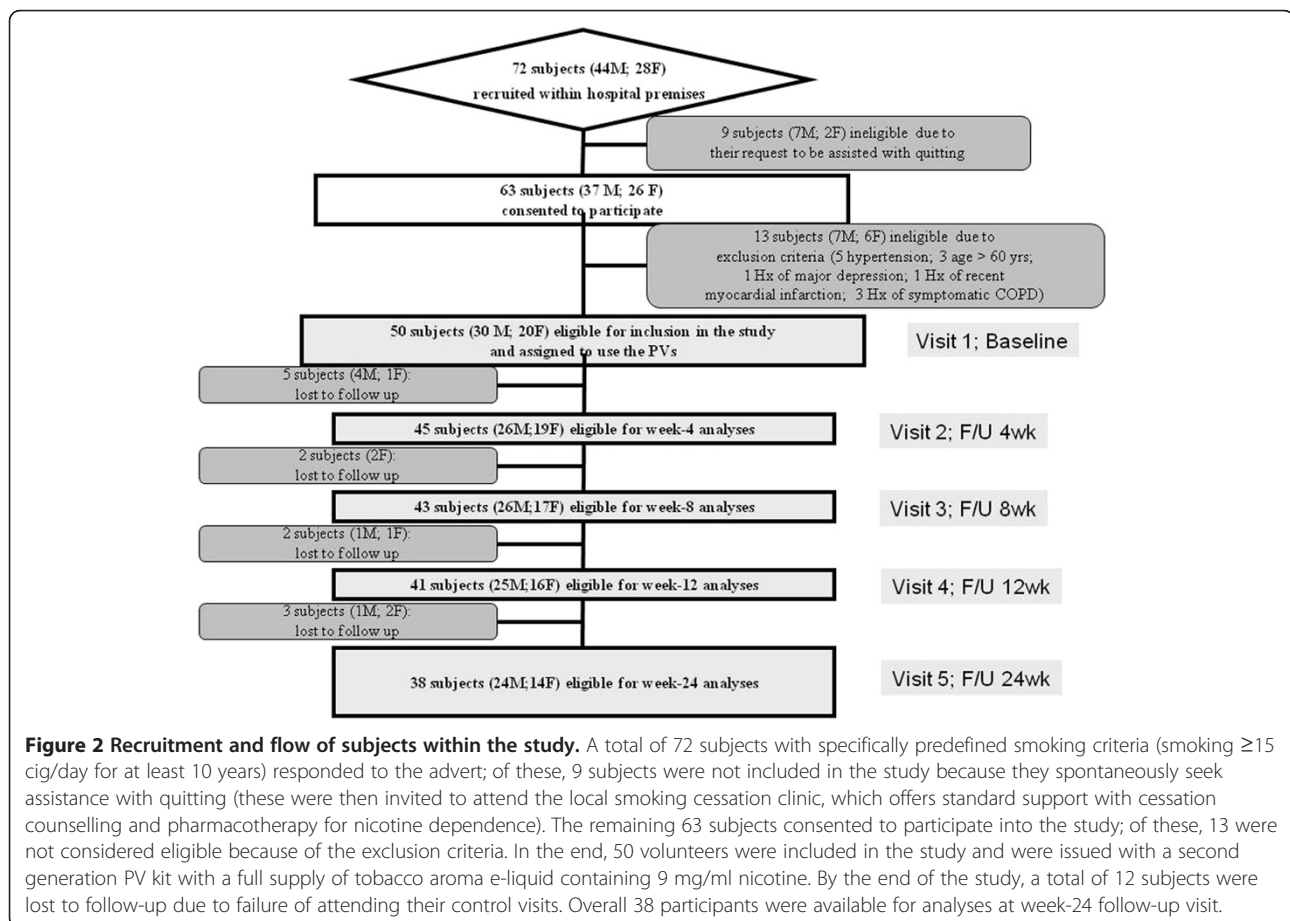 72 subjects (44M; 28F)
recruited within hospital premises
9 subjects (7M; 2F) ineligible due to
their request to be assisted with quitting
63 subjects (37 M; 26 F)
consented to participate
13 subjects (7M; 6F) ineligible due to
exclusion criteria (5 hypertension; 3 age > 60 yrs;
1 Hx of major depression; 1 Hx of recent
myocardial infarction; 3 Hx of symptomatic COPD)
50 subjects (30 M; 20F) eligible for inclusion in the study
and assigned to use the PVs
Visit 1; Baseline
5 subjects (4M; 1F):
lost to follow up
45 subjects (26M;19F) eligible for week-4 analyses
Visit 2; F/U 4wk
2 subjects (2F):
lost to follow up
43 subjects (26M;17F) eligible for week-8 analyses
Visit 3; F/U 8wk
2 subjects (1M; 1F):
lost to follow up
41 subjects (25M;16F) eligible for week-12 analyses
Visit 4; F/U 12wk
3 subjects (1M; 2F):
lost to follow up
38 subjects (24M;14F) eligible for week-24 analyses
Visit 5; F/U 24wk
Figure 2 Recruitment and flow of subjects within the study. A total of 72 subjects with specifically predefined smoking criteria (smoking ≥15
cig/day for at least 10 years) responded to the advert; of these, 9 subjects were not included in the study because they spontaneously seek
assistance with quitting (these were then invited to attend the local smoking cessation clinic, which offers standard support with cessation
counselling and pharmacotherapy for nicotine dependence). The remaining 63 subjects consented to participate into the study; of these, 13 were
not considered eligible because of the exclusion criteria. In the end, 50 volunteers were included in the study and were issued with a second
generation PV kit with a full supply of tobacco aroma e-liquid containing 9 mg/ml nicotine. By the end of the study, a total of 12 subjects were
lost to follow-up due to failure of attending their control visits. Overall 38 participants were available for analyses at week-24 follow-up visit.